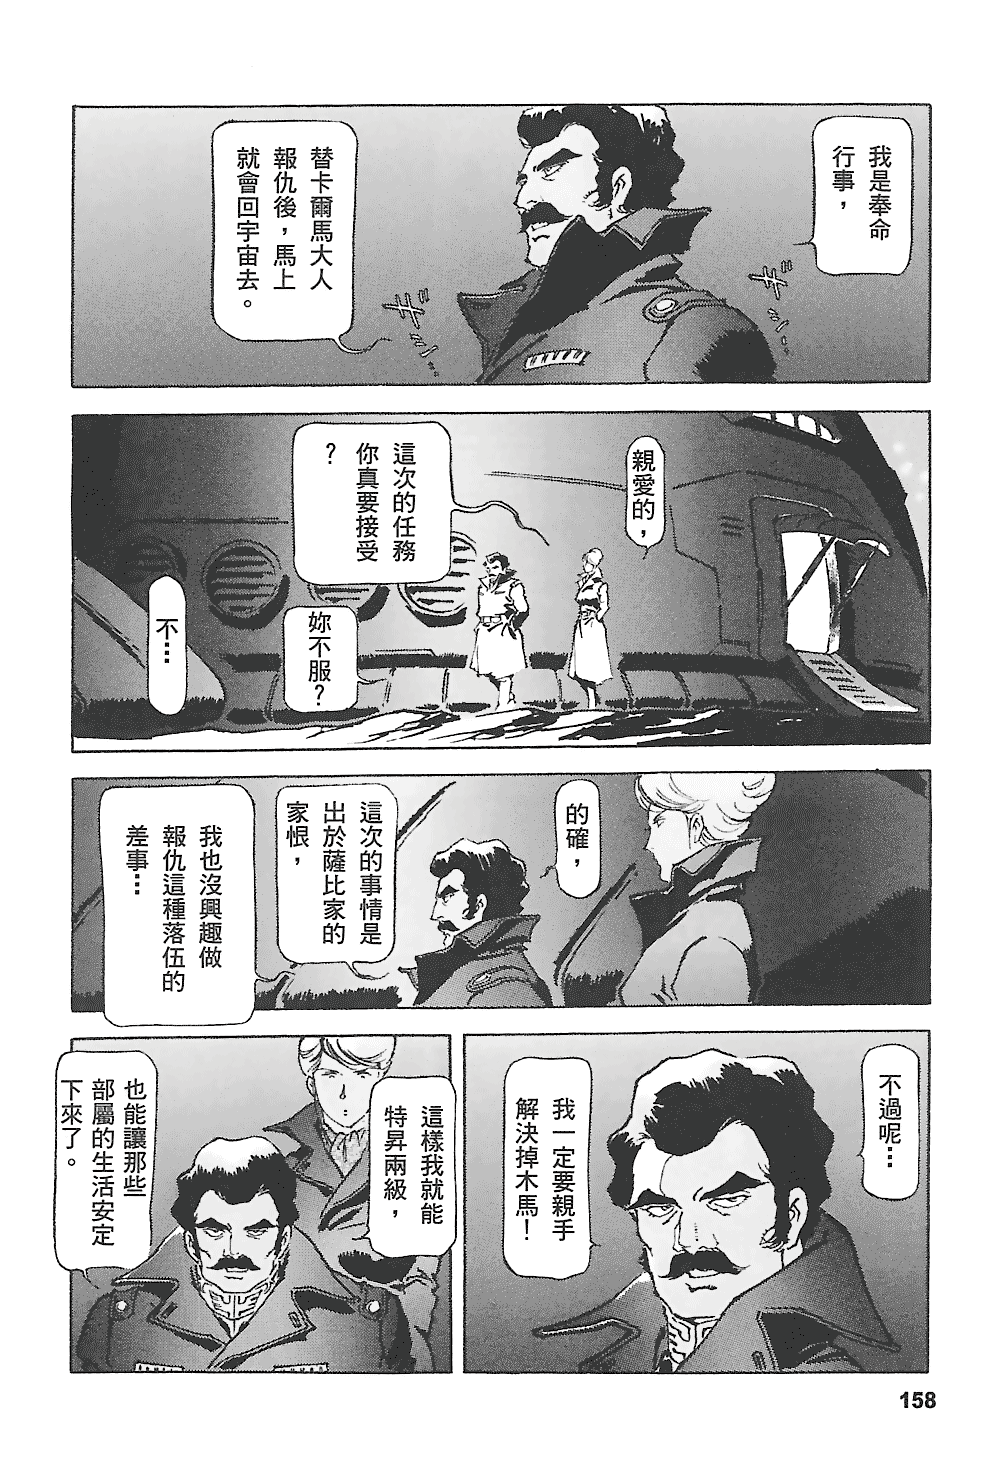 我是奉命
行事，
替卡爾馬大人
報仇後，馬上
就會回宇宙去。
ギ
シ…
ギ
シ…
親愛的，
這次的任務
你真要接受
？
妳不服？
不…
的確，
這次的事情是
出於薩比家的
家恨，
我也沒興趣做
報仇這種落伍的
差事…
不過呢…
我一定要親手
解決掉木馬！
這樣我就能
特昇兩級，
也能讓那些
部屬的生活安定
下來了。
158